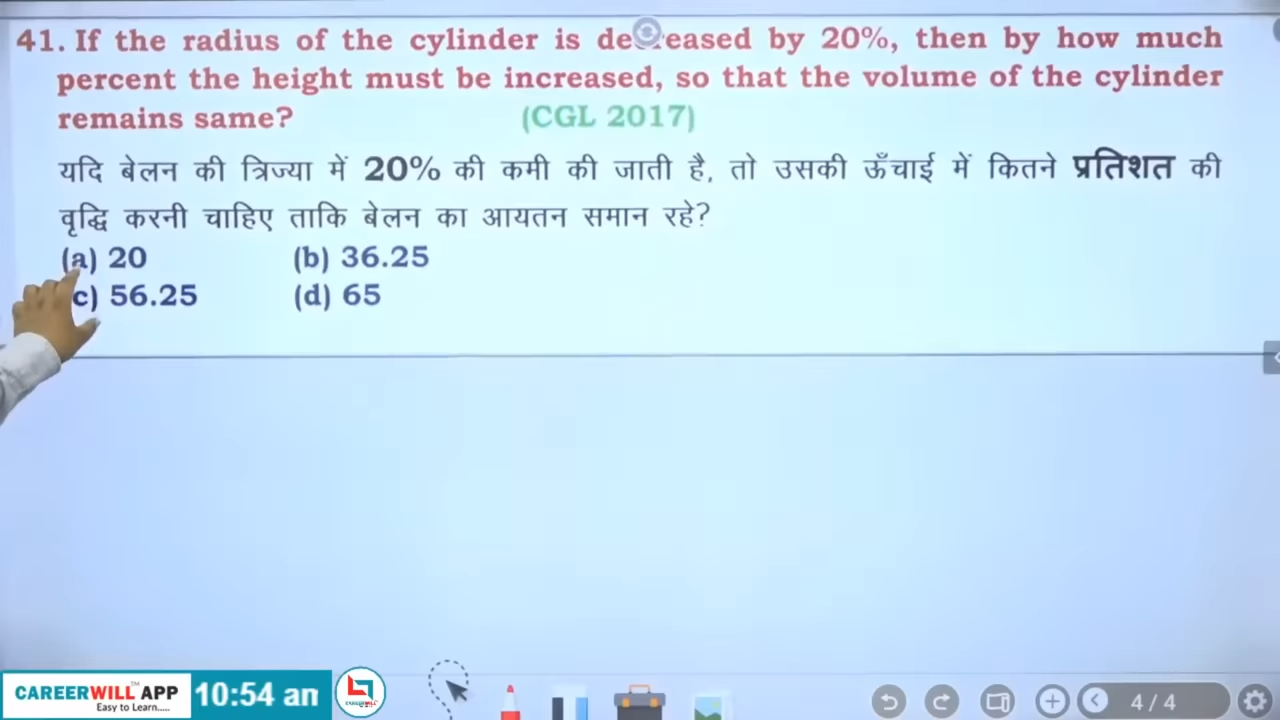 41. If the radius of the cylinder is decreased by 20%, then by how much
percent the height must be increased, so that the volume of the cylinder
remains same? (CGL 2017)
यदि बेलन की त्रिज्या में 20% की कमी की जाती है, तो उसकी ऊँचाई में कितने प्रतिशत की
वृद्धि करनी चाहिए ताकि बेलन का आयतन समान रहे?
(a) 20 (b) 36.25
c) 56.25 (d) 65
CAREERWILL™ APP
Easy to Learn.....
10:54 an
CAREERWILL
4 / 4